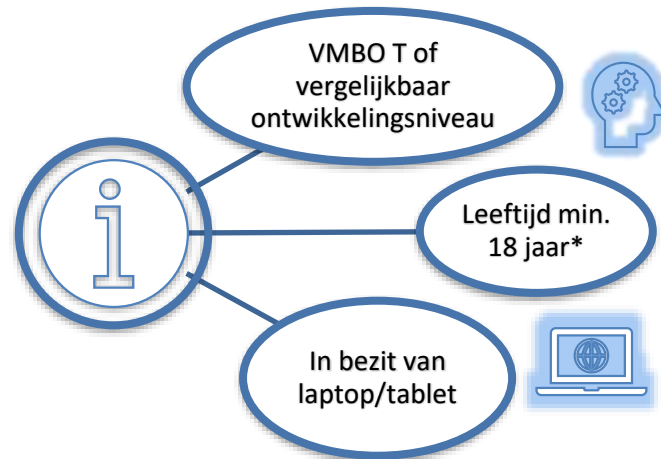 VMBO T of
vergelijkbaar
ontwikkelingsniveau
Leeftijd min.
18 jaar*
In bezit van
laptop/tablet